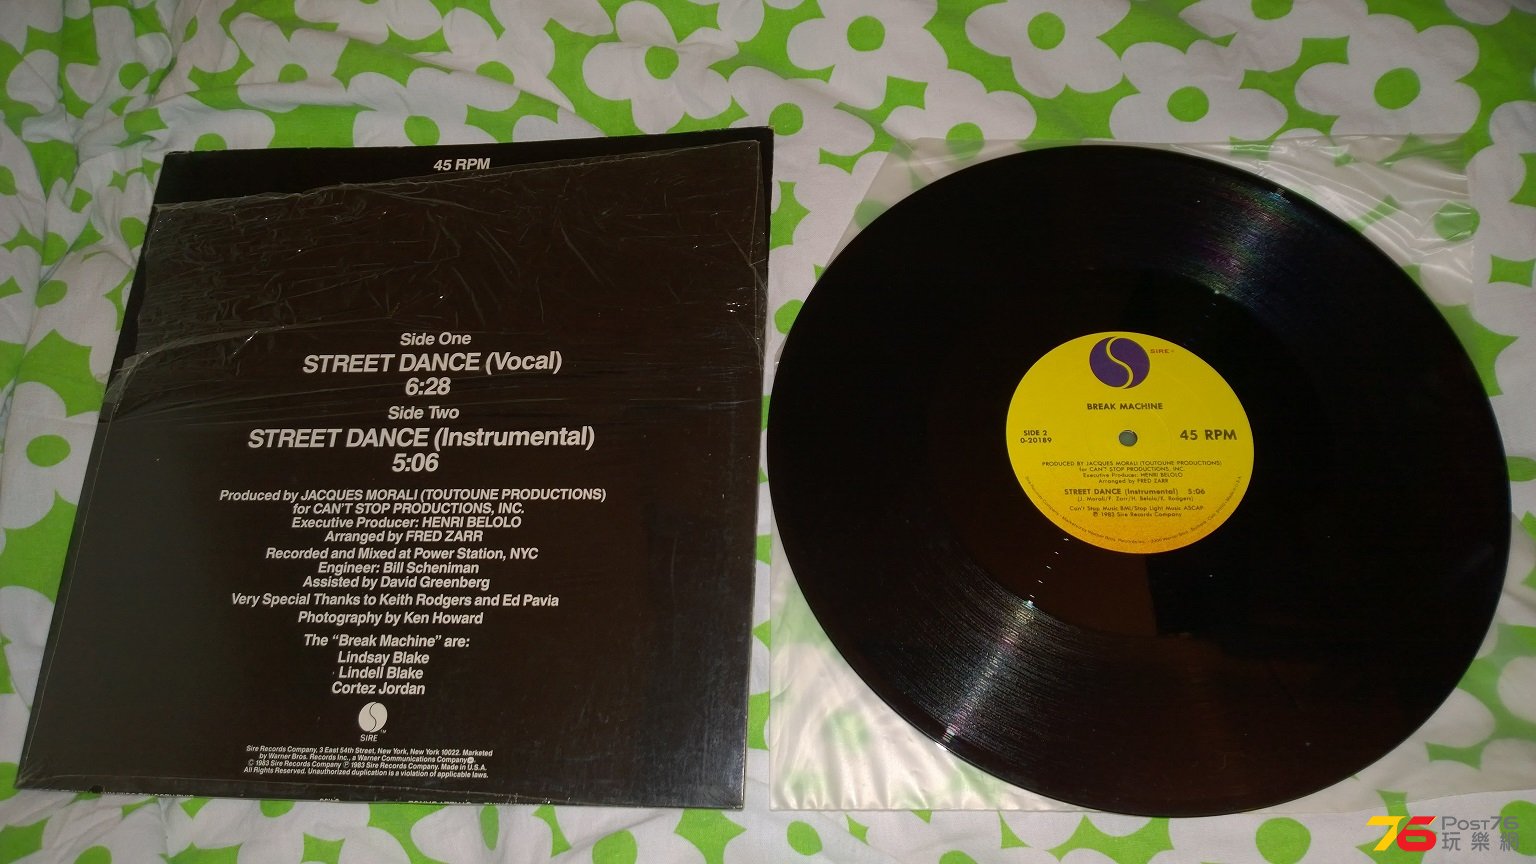 45 RPM
Side One
STREET DANCE (Vocal)
6:28
Side Two
STREET DANCE (Instrumental)
5:06
Produced by JACQUES MORALI (TOUTOUNE PRODUCTIONS)
for CAN'T STOP PRODUCTIONS, INC.
Executive Producer: HENRI BELOLO
Arranged by FRED ZARR
Recorded and Mixed at Power Station, NYC
Engineer: Bill Scheniman
Assisted by David Greenberg
Very Special Thanks to Keith Rodgers and Ed Pavia
Photography by Ken Howard
The "Break Machine" are:
Lindsay Blake
Lindell Blake
Cortez Jordan
SIRE™
Sire Records Company, 3 East 54th Street, New York, New York 10022. Marketed
by Warner Bros. Records Inc., a Warner Communications Company
© 1983 Sire Records Company ℗ 1983 Sire Records Company. Made in U.S.A.
All Rights Reserved. Unauthorized duplication is a violation of applicable laws.
SIRE
BREAK MACHINE
SIDE 2
0-20189
45 RPM
PRODUCED BY JACQUES MORALI (TOUTOUNE PRODUCTIONS)
for CAN'T STOP PRODUCTIONS, INC.
Executive Producer: HENRI BELOLO
Arranged by FRED ZARR
STREET DANCE (Instrumental) 5:06
(J. Morali/F. Zarr/H. Belolo/K. Rodgers)
Can't Stop Music BMI/Stop Light Music ASCAP
℗ 1983 Sire Records Company
76 POST76
玩樂網